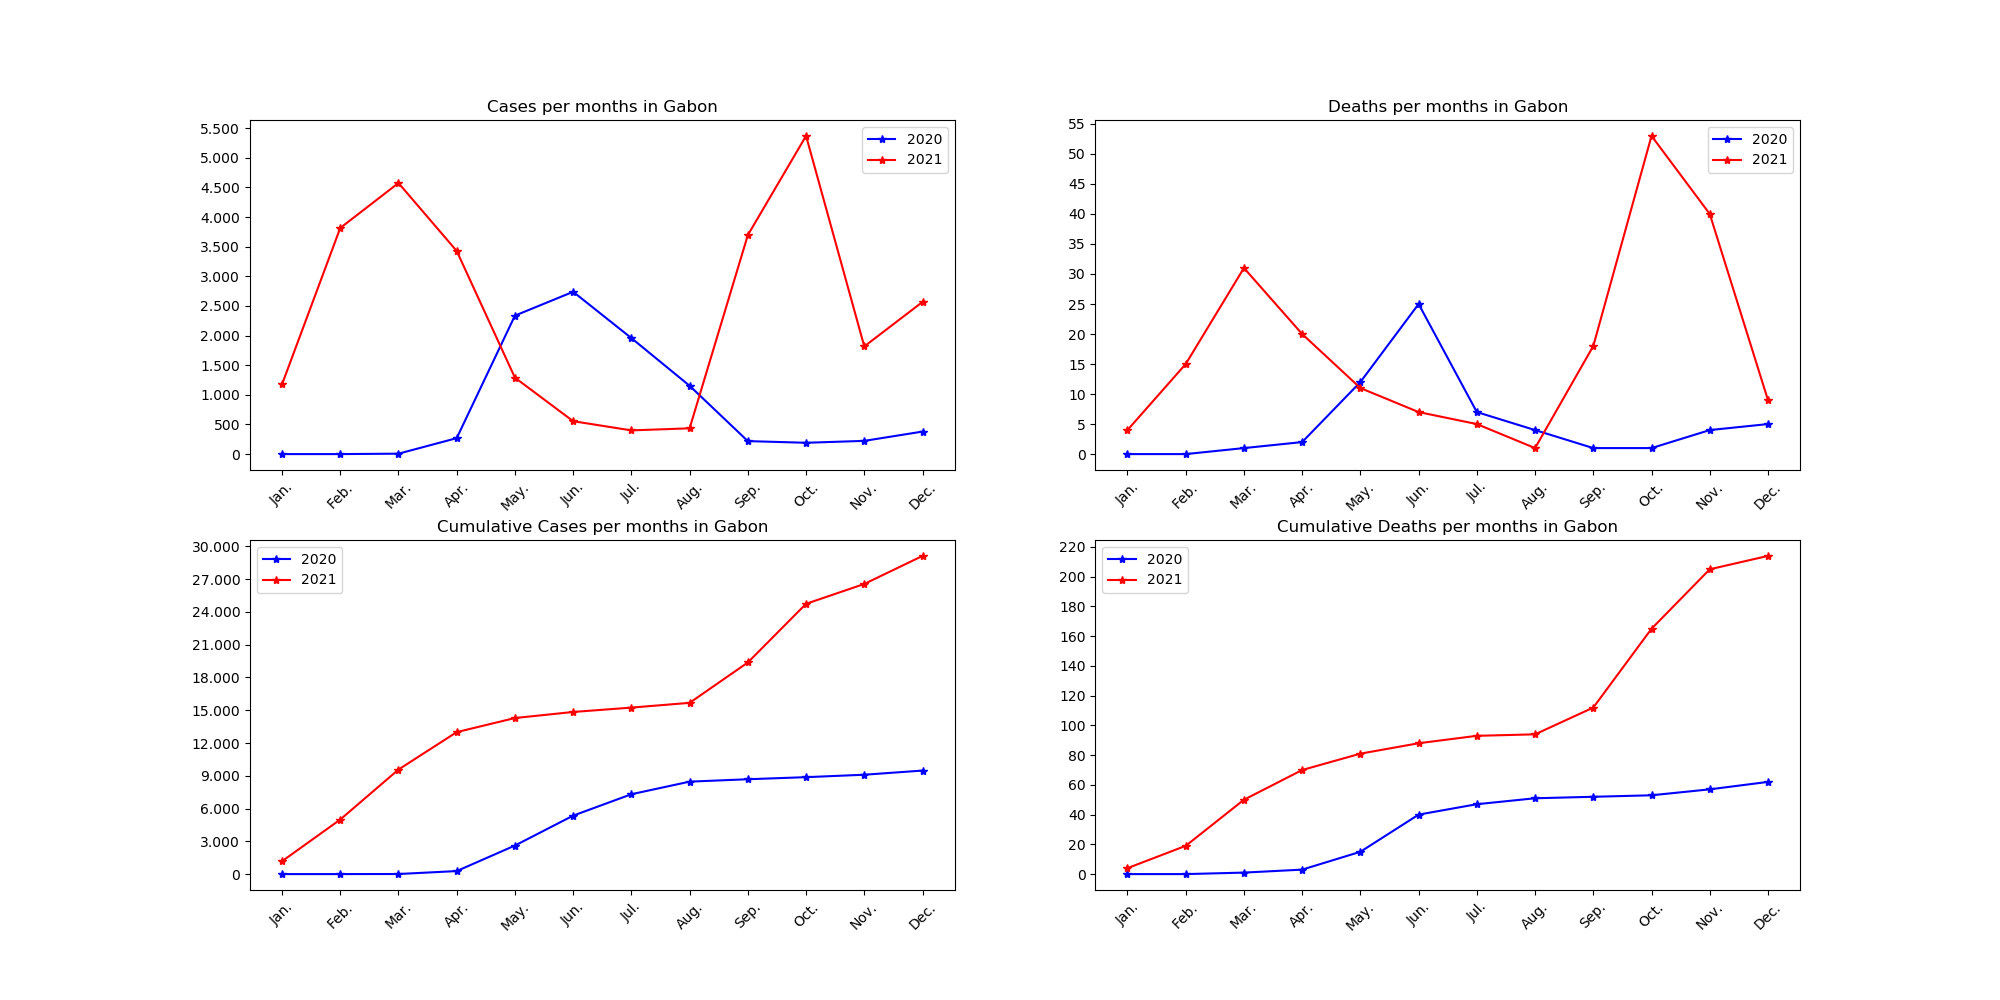 Cases per months in Gabon
5.500
5.000
4.500
4.000
3.500
3.000
2.500
2.000
1.500
1.000
500
0
2020
2021
Jan.
Feb.
Mar.
Apr.
May.
Jun.
Jul.
Aug.
Sep.
Oct.
Nov.
Dec.
Deaths per months in Gabon
55
50
45
40
35
30
25
20
15
10
5
0
2020
2021
Jan.
Feb.
Mar.
Apr.
May.
Jun.
Jul.
Aug.
Sep.
Oct.
Nov.
Dec.
Cumulative Cases per months in Gabon
30.000
27.000
24.000
21.000
18.000
15.000
12.000
9.000
6.000
3.000
0
2020
2021
Jan.
Feb.
Mar.
Apr.
May.
Jun.
Jul.
Aug.
Sep.
Oct.
Nov.
Dec.
Cumulative Deaths per months in Gabon
220
200
180
160
140
120
100
80
60
40
20
0
2020
2021
Jan.
Feb.
Mar.
Apr.
May.
Jun.
Jul.
Aug.
Sep.
Oct.
Nov.
Dec.